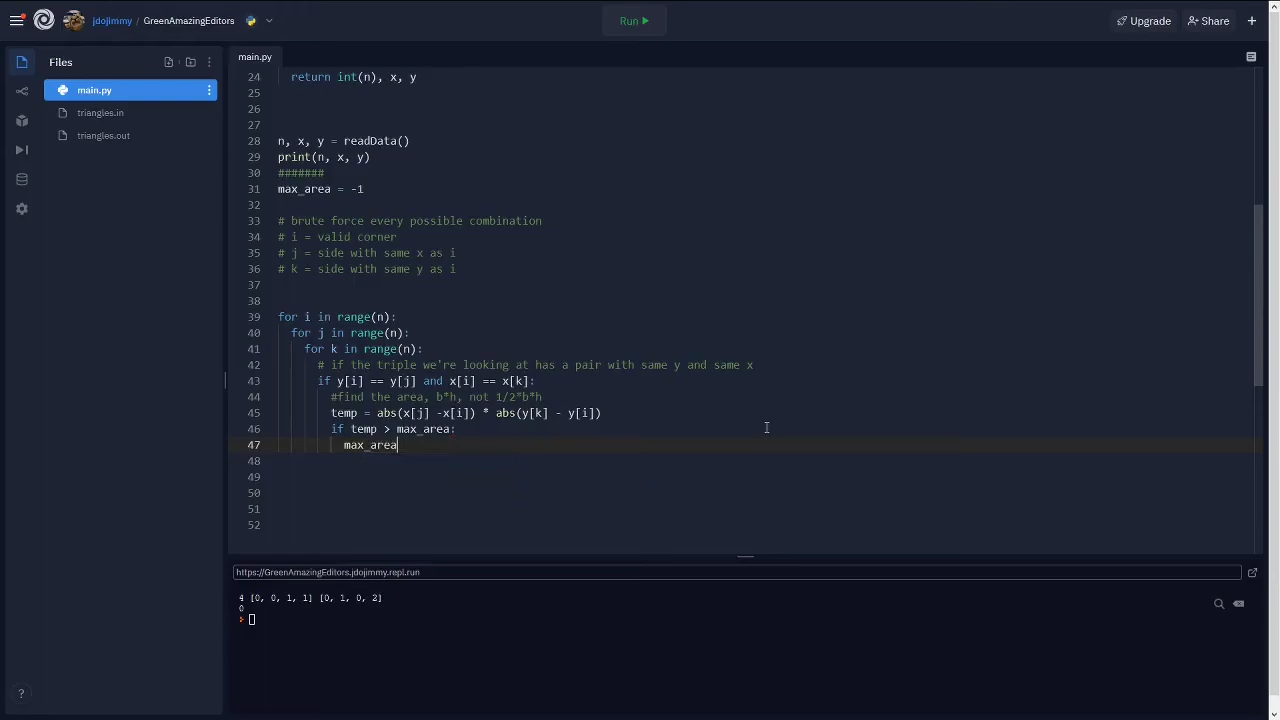 jdojimmy / GreenAmazingEditors
Run
Upgrade
Share
Files
main.py
triangles.in
triangles.out
main.py
24 return int(n), x, y
25
26
27
28 n, x, y = readData()
29 print(n, x, y)
30 #######
31 max_area = -1
32
33 # brute force every possible combination
34 # i = valid corner
35 # j = side with same x as i
36 # k = side with same y as i
37
38
39 for i in range(n):
40 for j in range(n):
41 for k in range(n):
42 # if the triple we're looking at has a pair with same y and same x
43 if y[i] == y[j] and x[i] == x[k]:
44 #find the area, b*h, not 1/2*b*h
45 temp = abs(x[j] -x[i]) * abs(y[k] - y[i])
46 if temp > max_area:
47 max_area
48
49
50
51
52
https://GreenAmazingEditors.jdojimmy.repl.run
4 [0, 0, 1, 1] [0, 1, 0, 2]
0
>
?